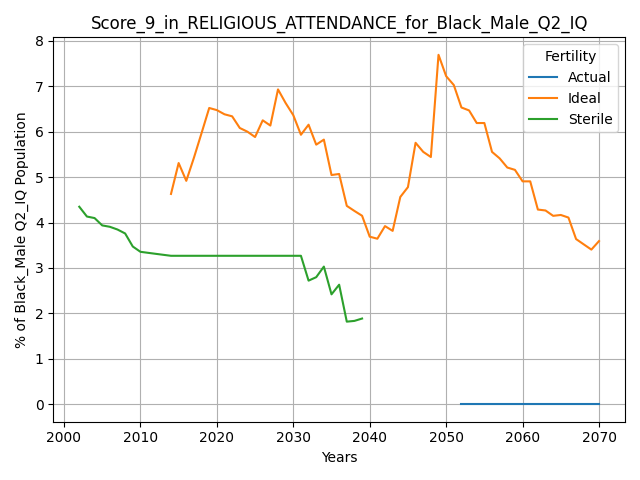 Score_9_in_RELIGIOUS_ATTENDANCE_for_Black_Male_Q2_IQ
% of Black_Male Q2_IQ Population
8
7
6
5
4
3
2
1
0
Fertility
Actual
Ideal
Sterile
2000 2010 2020 2030 2040 2050 2060 2070
Years